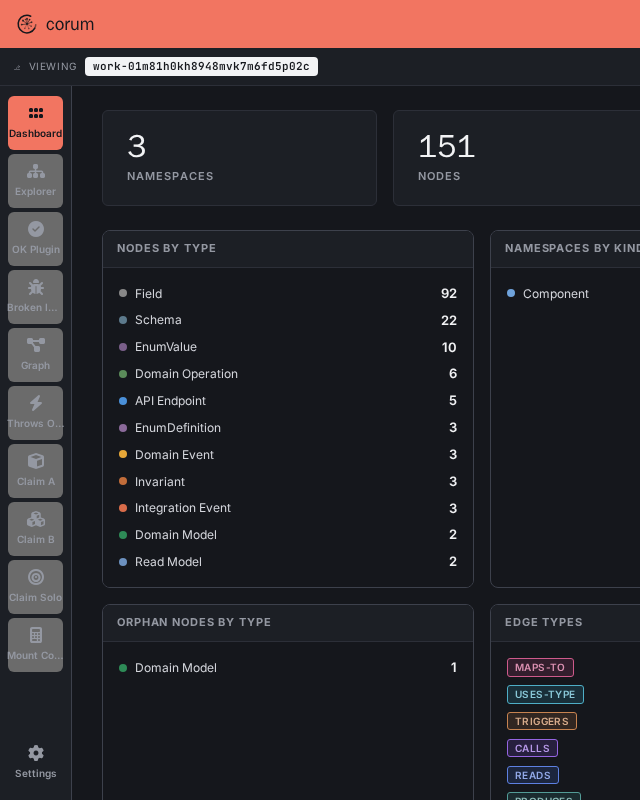 corum
VIEWING work-01m81h0kh8948mvk7m6fd5p02c
Dashboard
Explorer
OK Plugin
Broken I...
Graph
Throws O...
Claim A
Claim B
Claim Solo
Mount Co...
Settings
3
NAMESPACES
151
NODES
NODES BY TYPE
Field 92
Schema 22
EnumValue 10
Domain Operation 6
API Endpoint 5
EnumDefinition 3
Domain Event 3
Invariant 3
Integration Event 3
Domain Model 2
Read Model 2
NAMESPACES BY KIND
Component
ORPHAN NODES BY TYPE
Domain Model 1
EDGE TYPES
MAPS-TO
USES-TYPE
TRIGGERS
CALLS
READS
PRODUCES